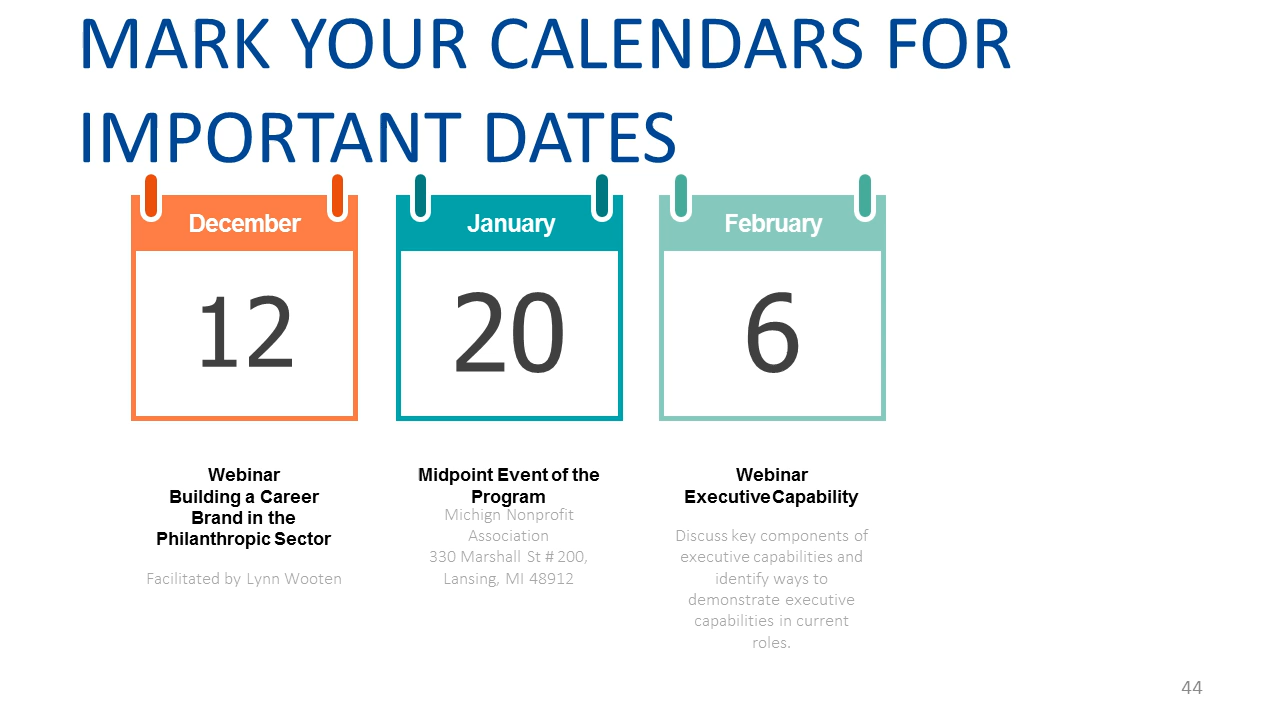 MARK YOUR CALENDARS FOR
IMPORTANT DATES
December
12
Webinar
Building a Career
Brand in the
Philanthropic Sector
Facilitated by Lynn Wooten
January
20
Midpoint Event of the
Program
Michign Nonprofit
Association
330 Marshall St # 200,
Lansing, MI 48912
February
6
Webinar
ExecutiveCapability
Discuss key components of
executive capabilities and
identify ways to
demonstrate executive
capabilities in current
roles.
44